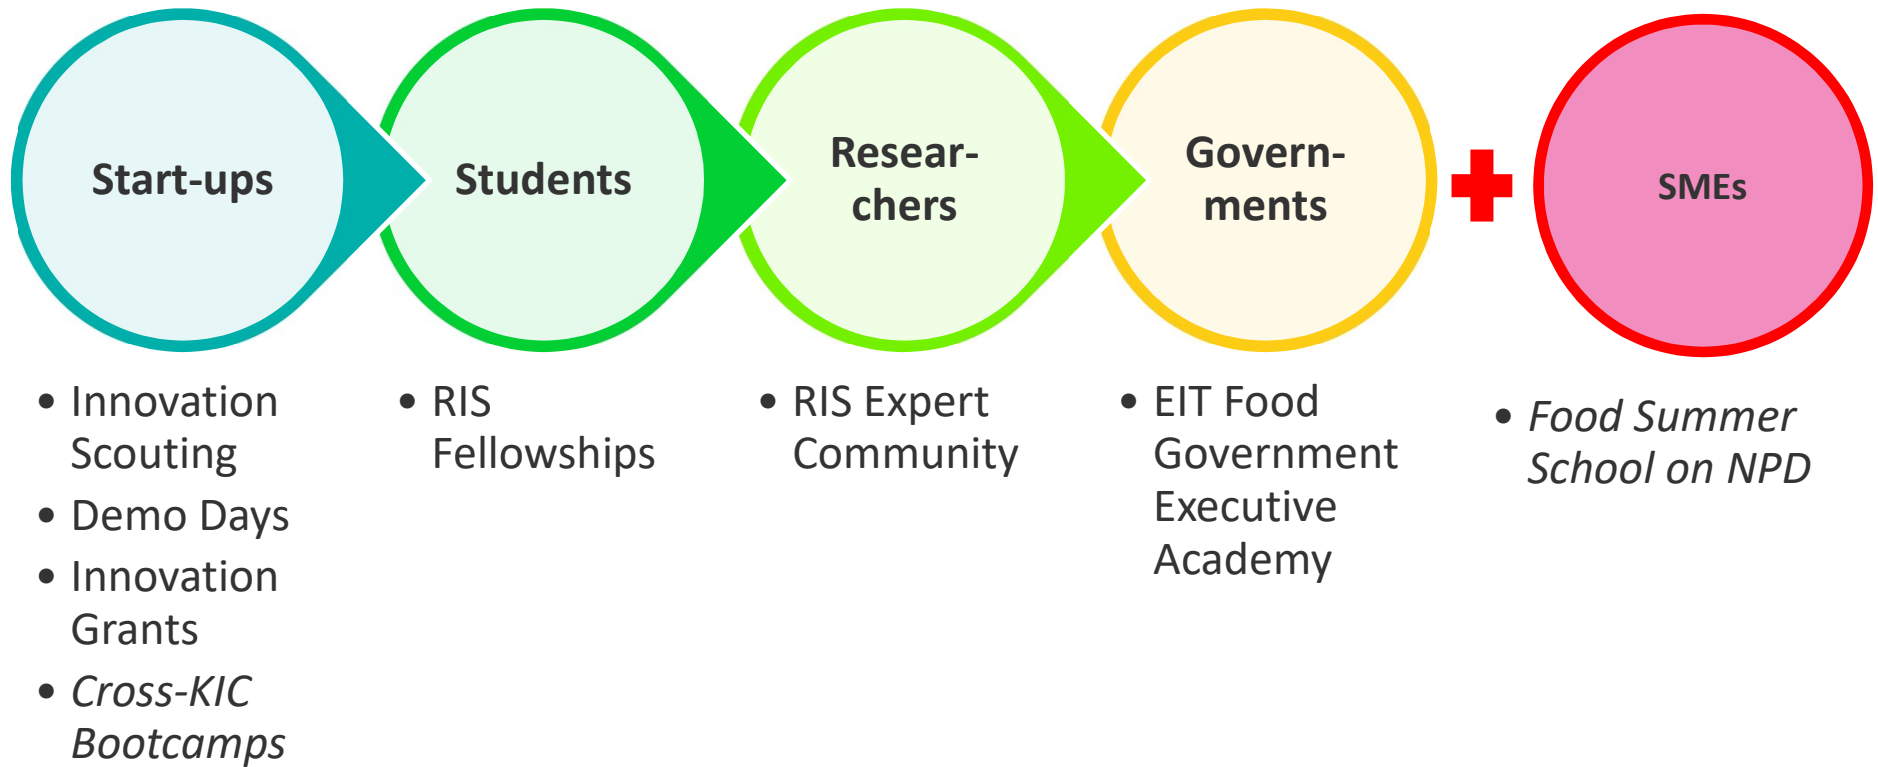 Start-ups
Students
Resear-
chers
Govern-
ments
SMEs
• Innovation
Scouting
• Demo Days
• Innovation
Grants
• Cross-KIC
Bootcamps
• RIS
Fellowships
• RIS Expert
Community
• EIT Food
Government
Executive
Academy
• Food Summer
School on NPD